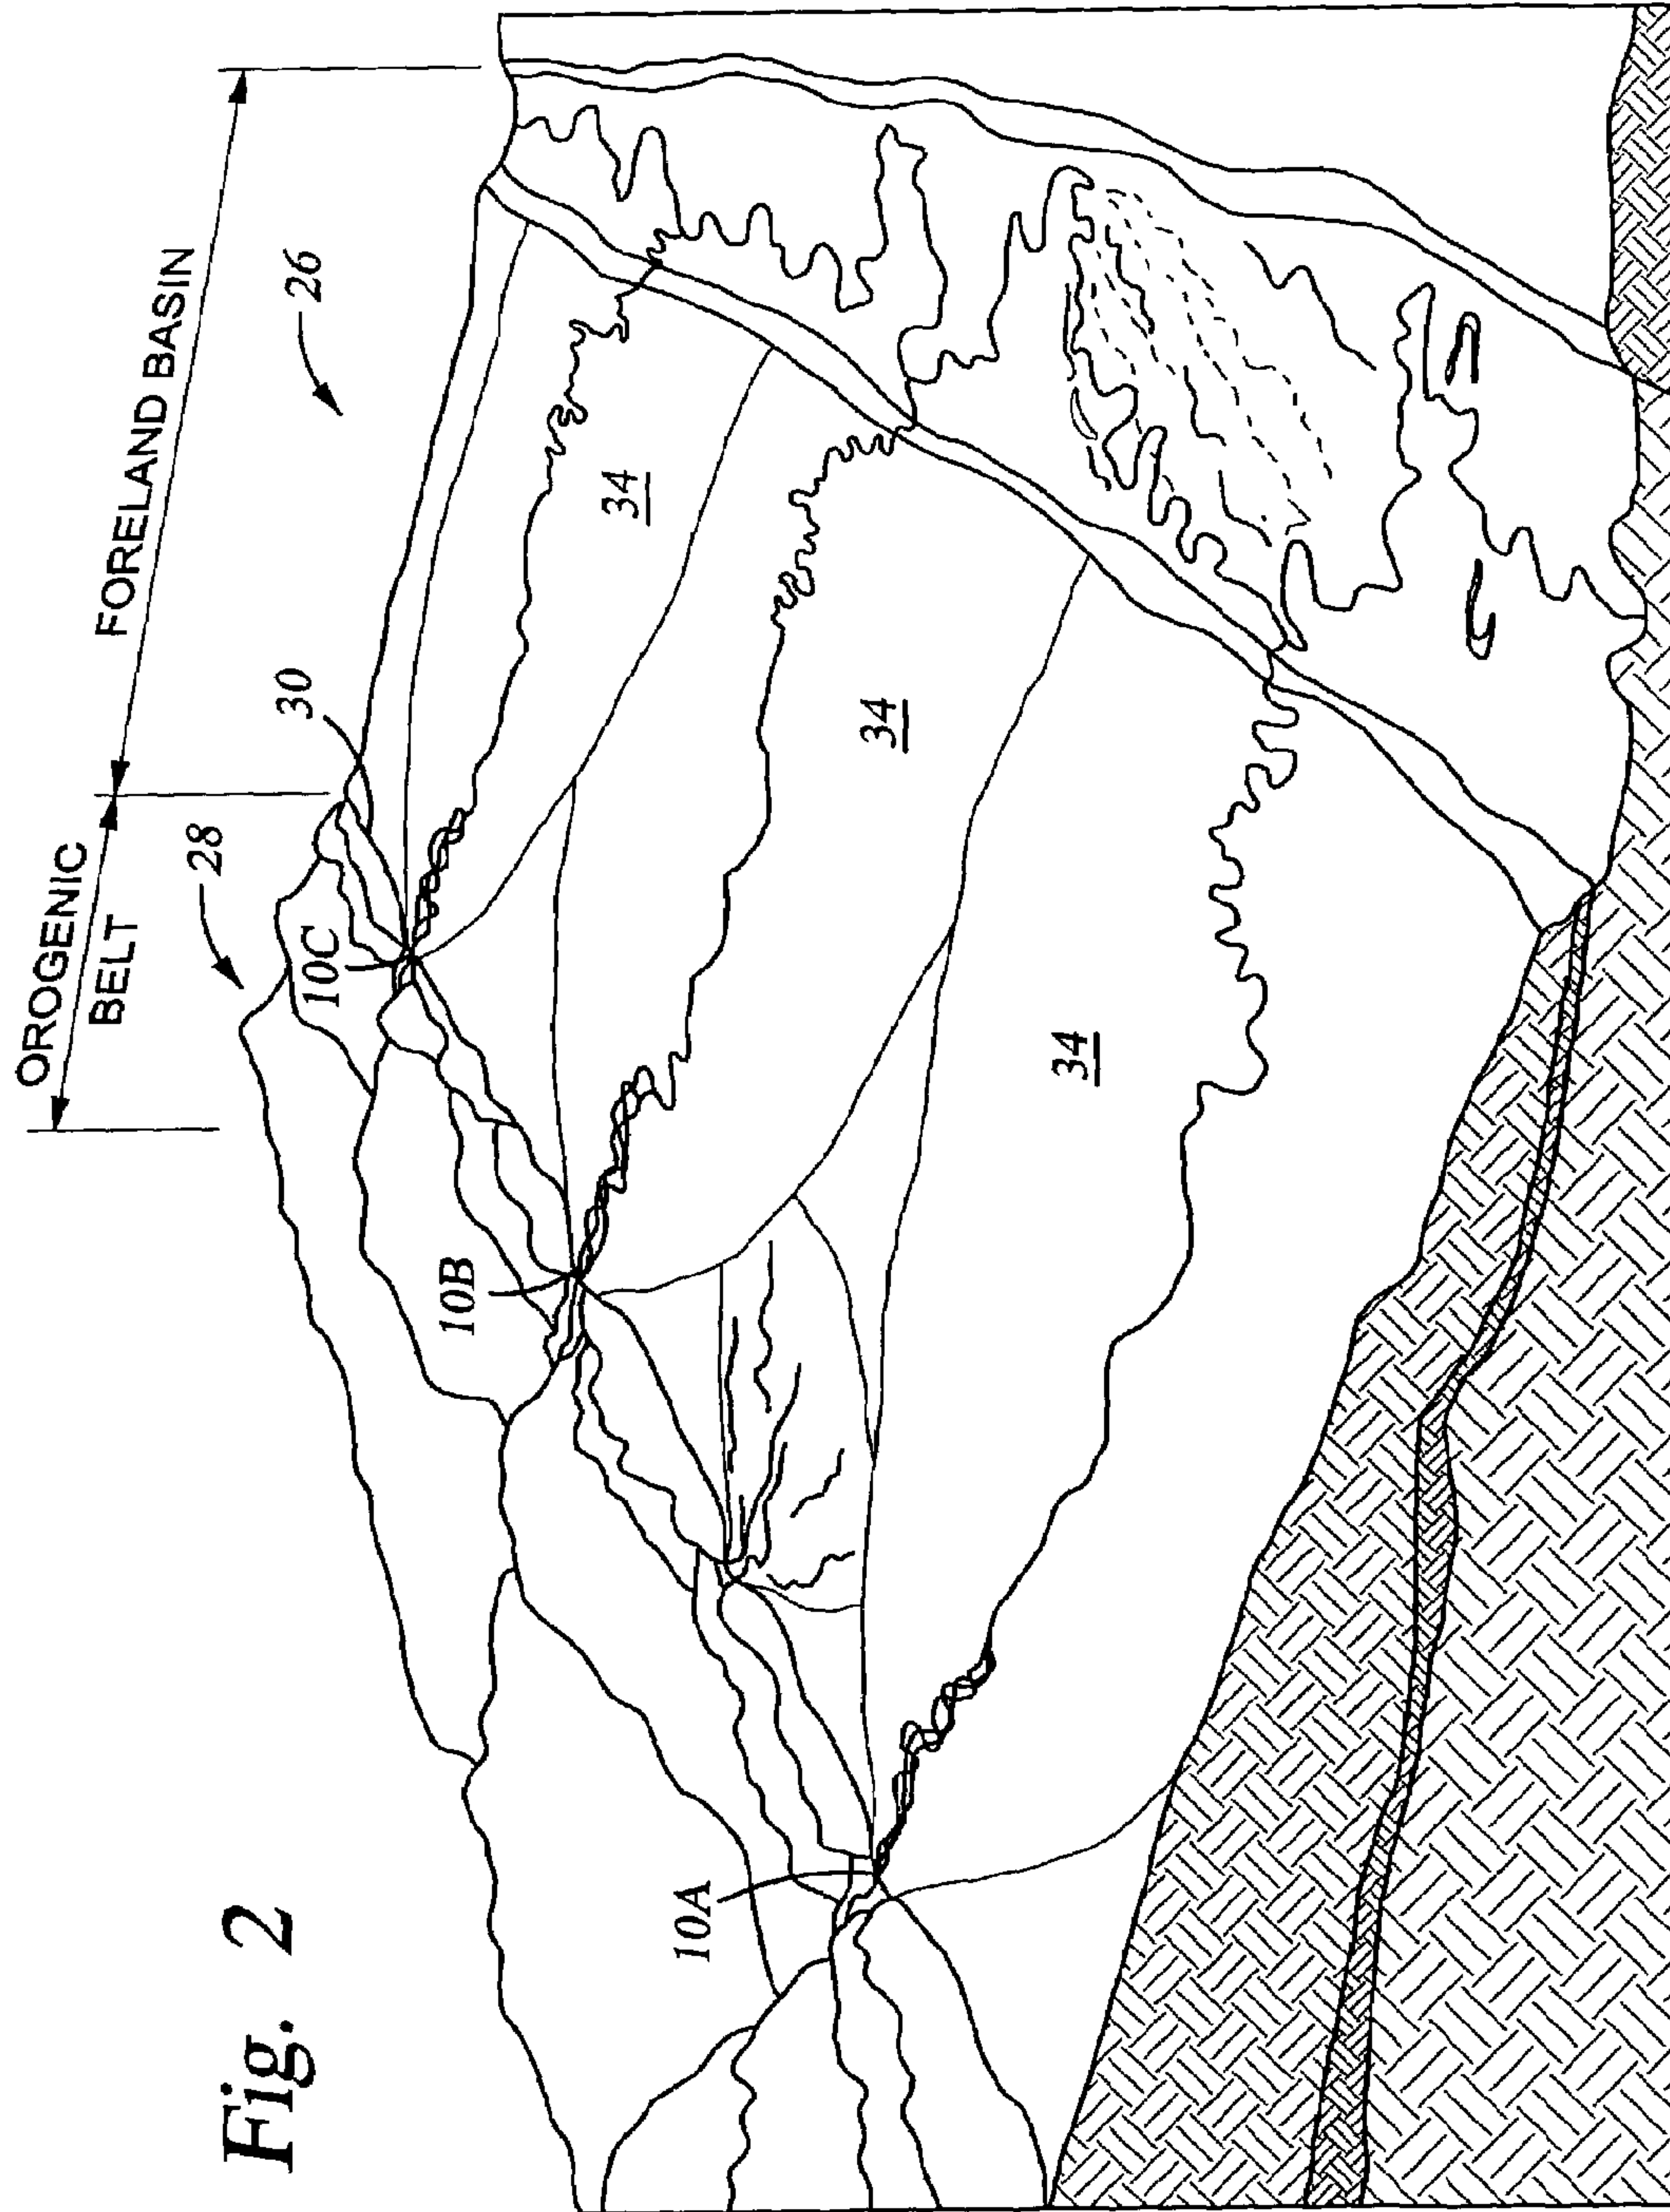 Fig. 2
OROGENIC
BELT
FORELAND BASIN
28
30
26
10C
10B
10A
34
34
34